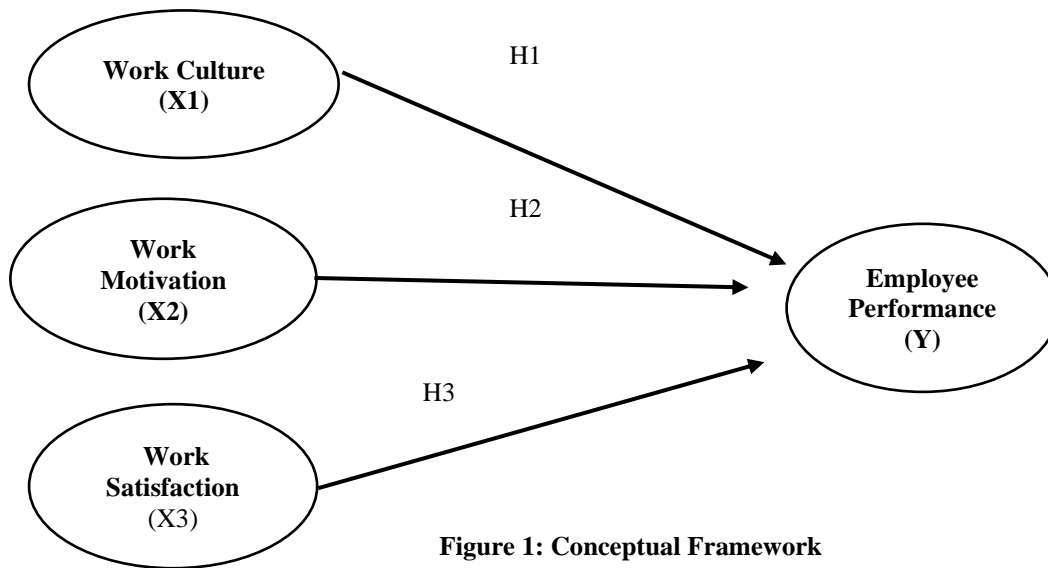 Work Culture
(X1)
H1
Work
Motivation
(X2)
H2
Work
Satisfaction
(X3)
H3
Employee
Performance
(Y)
Figure 1: Conceptual Framework